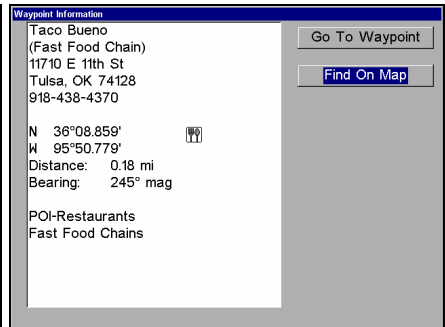 Waypoint Information
Taco Bueno
(Fast Food Chain)
11710 E 11th St
Tulsa, OK 74128
918-438-4370
N 36°08.859'
W 95°50.779'
Distance: 0.18 mi
Bearing: 245° mag
POI-Restaurants
Fast Food Chains
Go To Waypoint
Find On Map